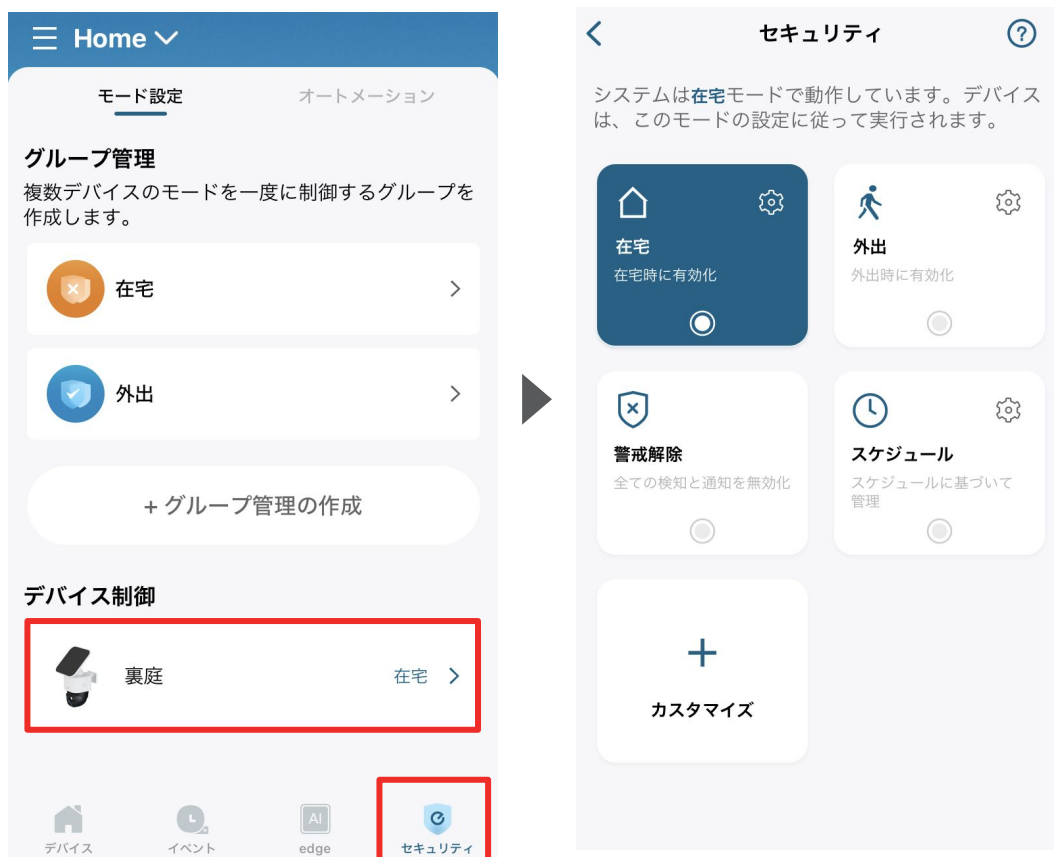 Home
モード設定
オートメーション
グループ管理
複数デバイスのモードを一度に制御するグループを
作成します。
在宅
外出
+ グループ管理の作成
デバイス制御
裏庭
在宅
デバイス
イベント
AI
edge
セキュリティ
セキュリティ
?
システムは在宅モードで動作しています。デバイス
は、このモードの設定に従って実行されます。
在宅
在宅時に有効化
外出
外出時に有効化
警戒解除
全ての検知と通知を無効化
スケジュール
スケジュールに基づいて
管理
カスタマイズ